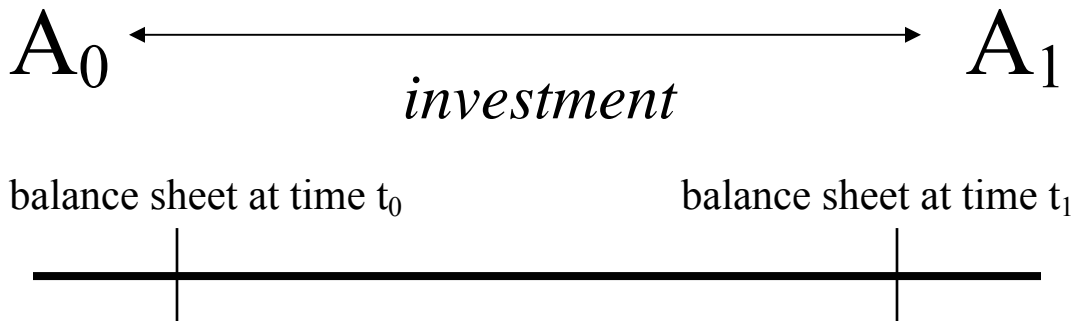 A₀ A₁
investment
balance sheet at time t₀ balance sheet at time t₁